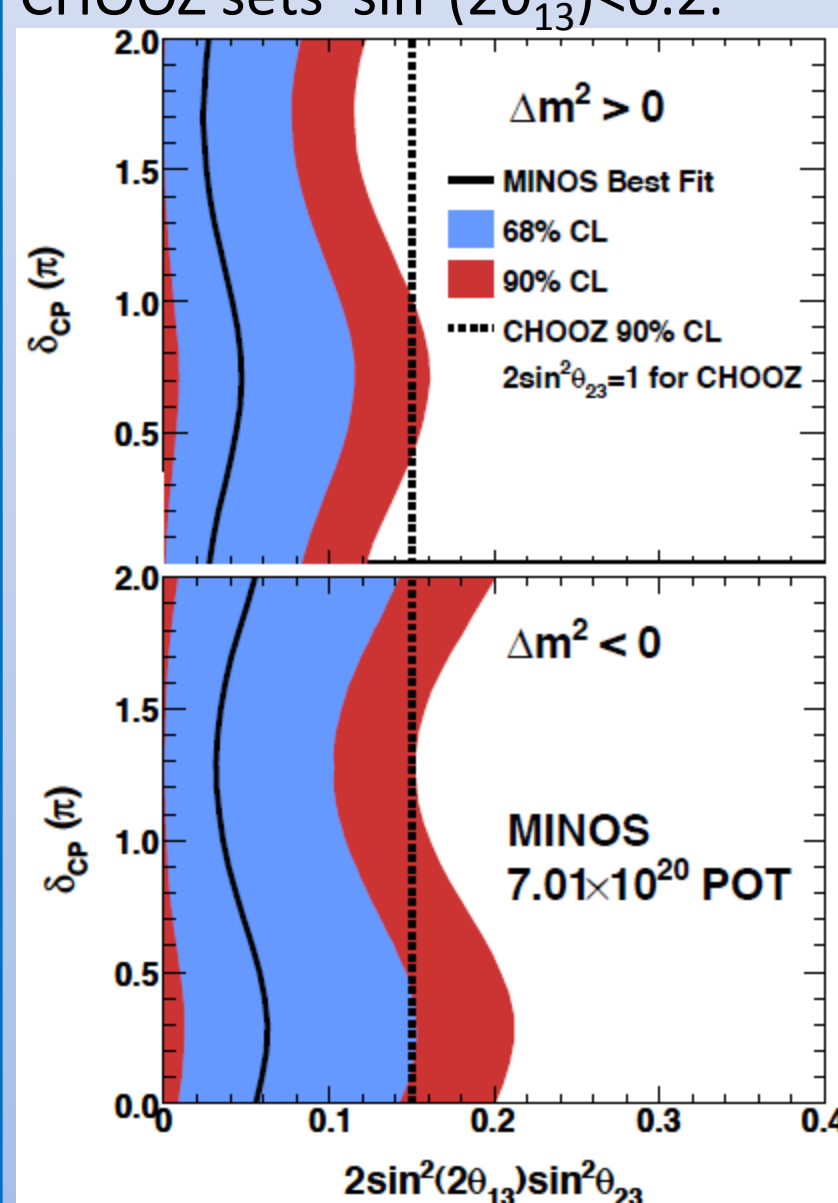 CHOOZ sets sin²(2θ₁₃)<0.2.
2.0
1.5
1.0
0.5
δCP (π)
Δm² > 0
MINOS Best Fit
68% CL
90% CL
CHOOZ 90% CL
2sin²θ₂₃=1 for CHOOZ
2.0
1.5
1.0
0.5
0.0
δCP (π)
Δm² < 0
MINOS
7.01×10²⁰ POT
0 0.1 0.2 0.3 0.4
2sin²(2θ₁₃)sin²θ₂₃